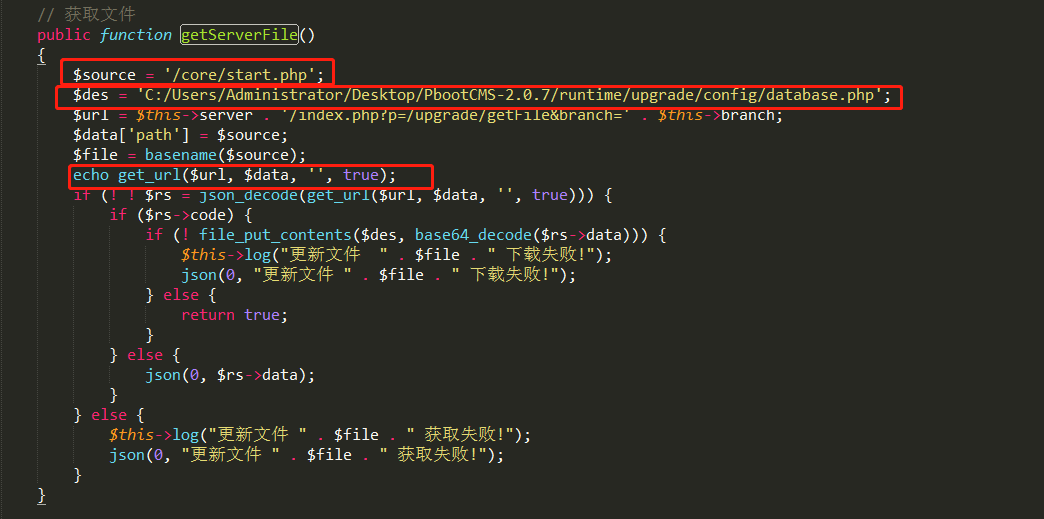 // 获取文件
public function getServerFile()
{
$source = '/core/start.php';
$des = 'C:/Users/Administrator/Desktop/PbootCMS-2.0.7/runtime/upgrade/config/database.php';
$url = $this->server . '/index.php?p=/upgrade/getFile&branch=' . $this->branch;
$data['path'] = $source;
$file = basename($source);
echo get_url($url, $data, '', true);
if (! ! $rs = json_decode(get_url($url, $data, '', true))) {
if ($rs->code) {
if (! file_put_contents($des, base64_decode($rs->data))) {
$this->log("更新文件  " . $file . " 下载失败!");
json(0, "更新文件 " . $file . " 下载失败!");
} else {
return true;
}
} else {
json(0, $rs->data);
}
} else {
$this->log("更新文件 " . $file . " 获取失败!");
json(0, "更新文件 " . $file . " 获取失败!");
}
}